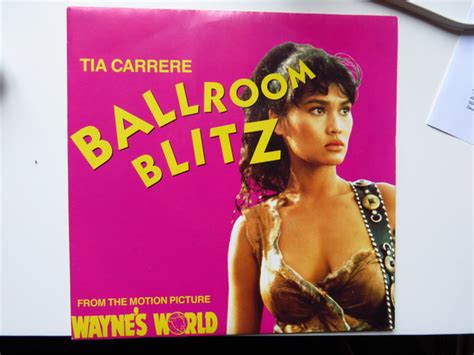 TIA CARRERE
BALLROOM
BLITZ
FROM THE MOTION PICTURE
WAYNE'S WORLD